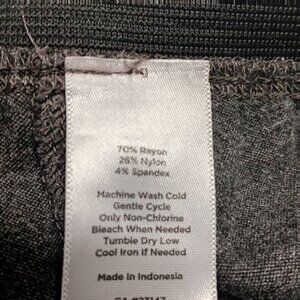 70% Rayon
26% Nylon
4% Spandex
Machine Wash Cold
Gentle Cycle
Only Non-Chlorine
Bleach When Needed
Tumble Dry Low
Cool Iron if Needed
Made in Indonesia